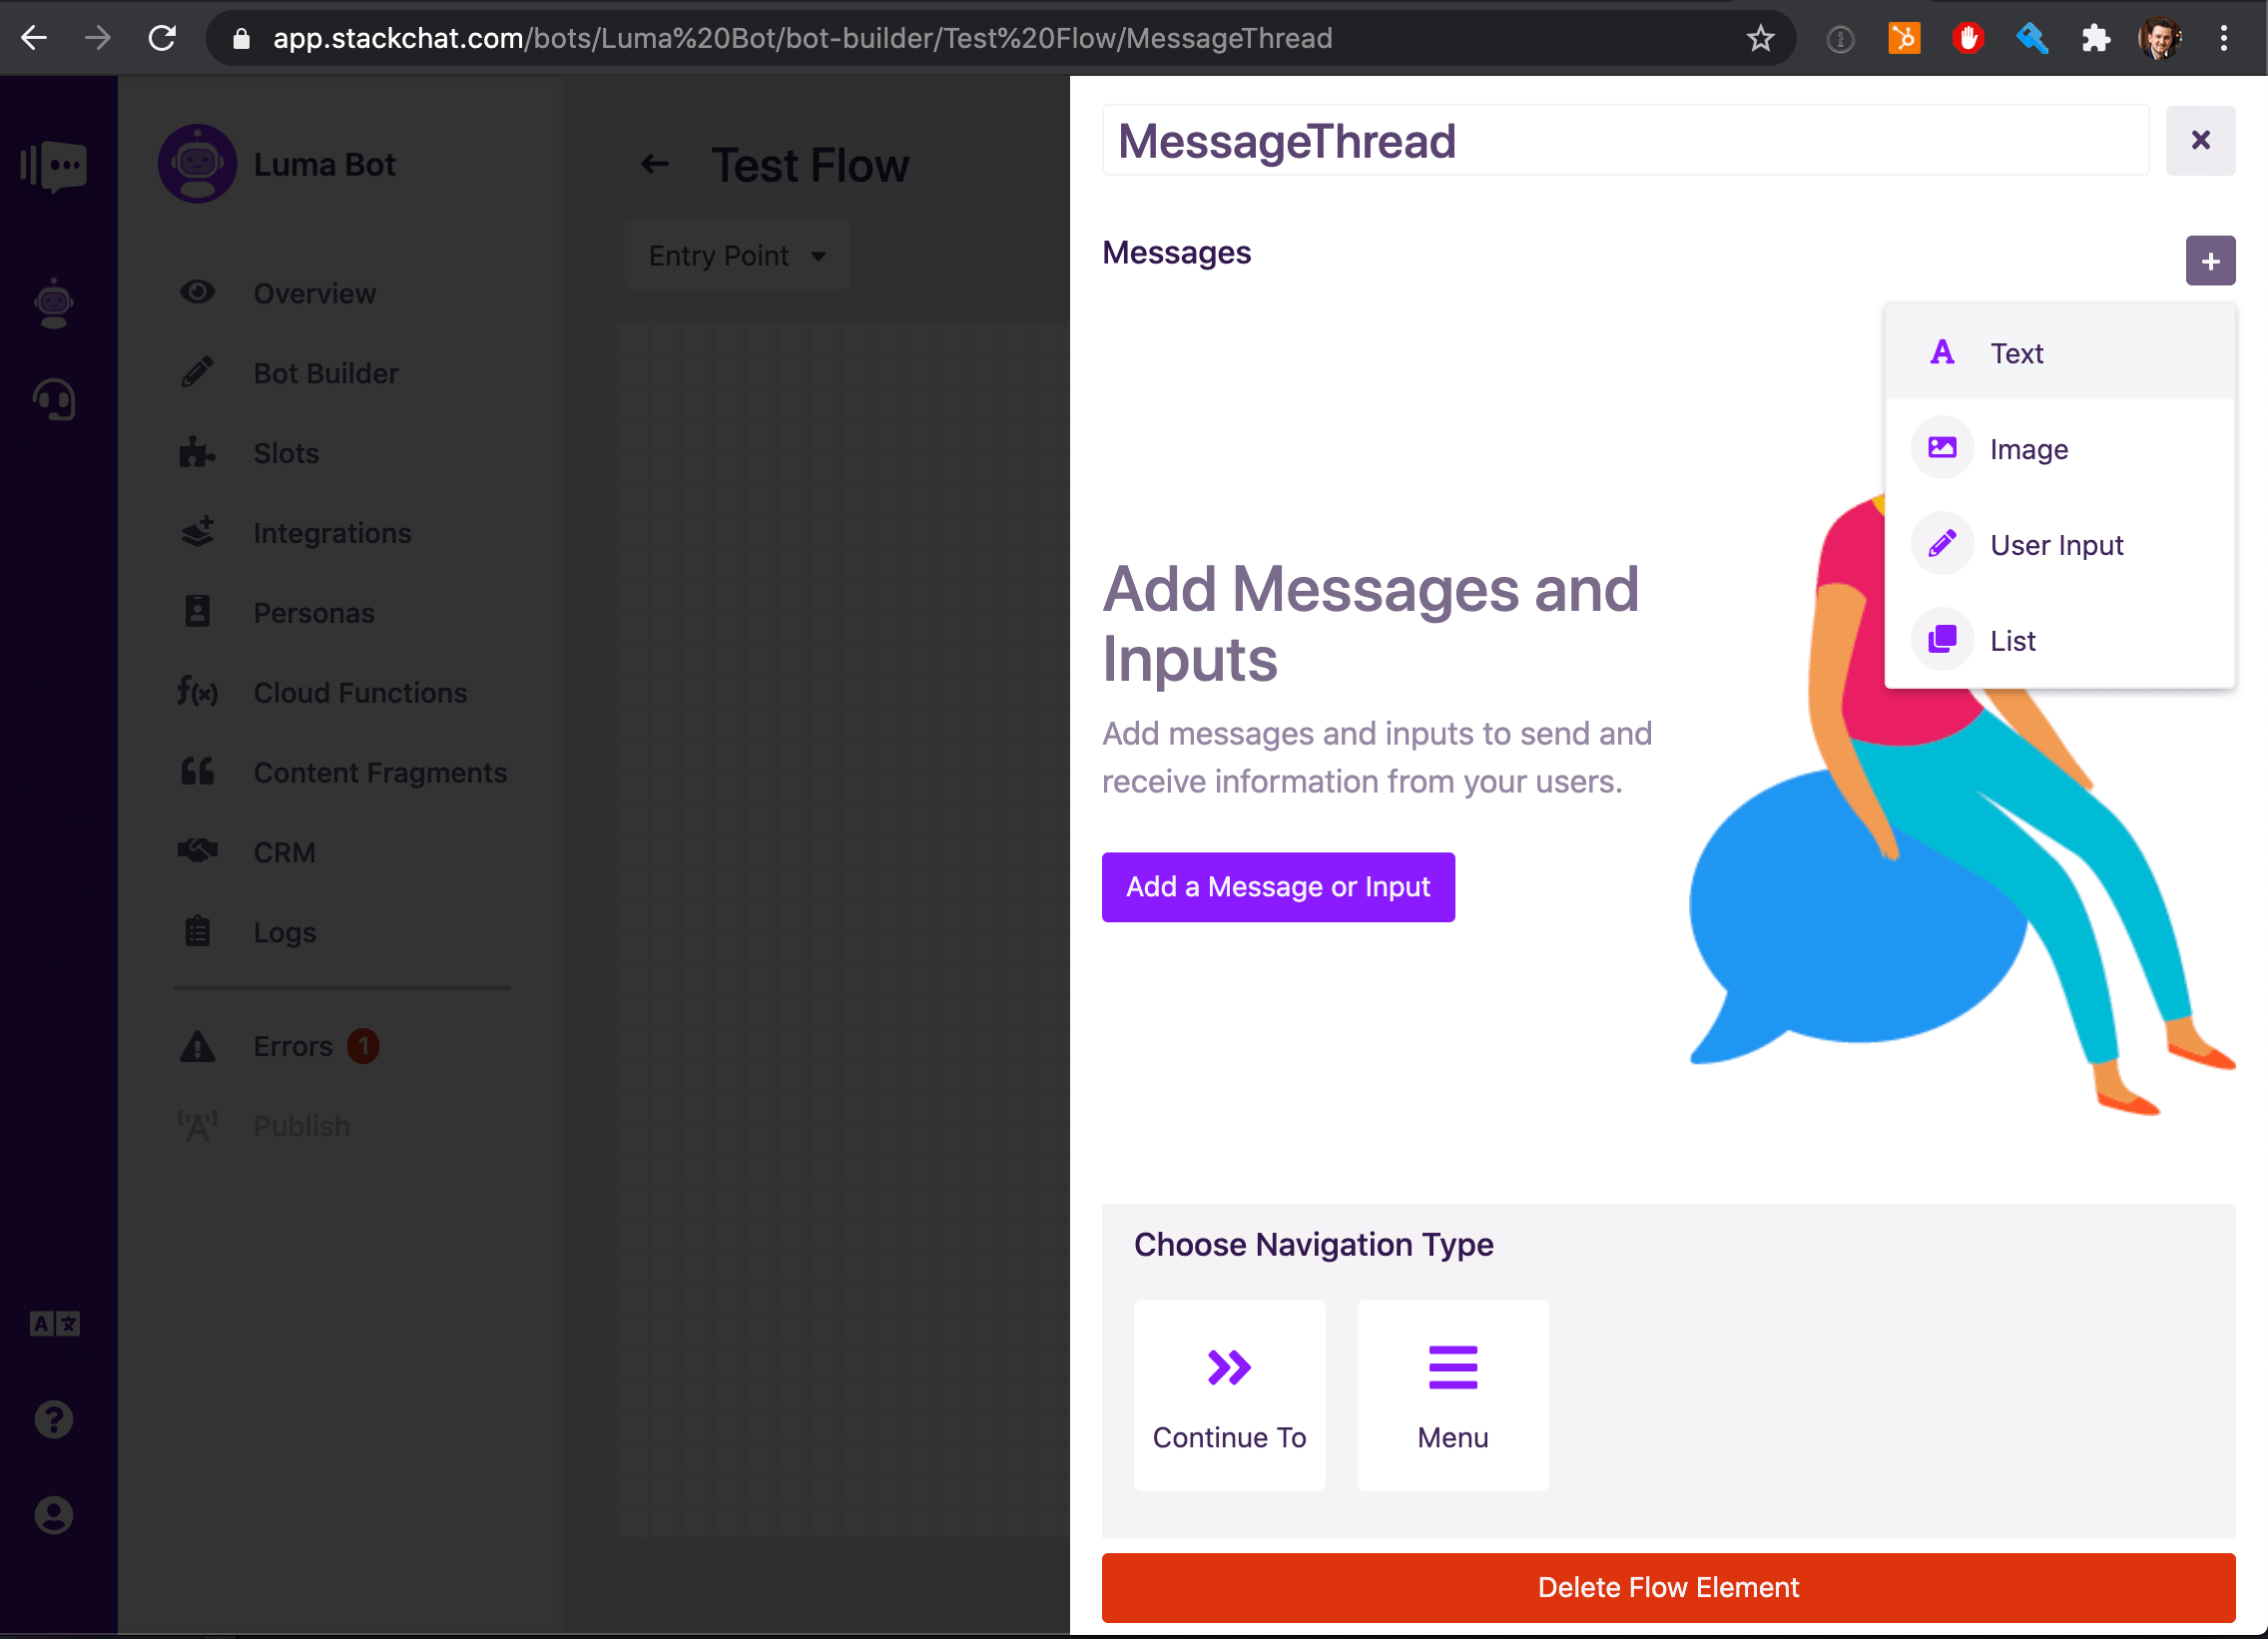 app.stackchat.com/bots/Luma%20Bot/bot-builder/Test%20Flow/MessageThread
Luma Bot
Overview
Bot Builder
Slots
Integrations
Personas
f(x) Cloud Functions
Content Fragments
CRM
Logs
Errors 1
Publish
A
Test Flow
Entry Point
MessageThread
Messages
A Text
Image
User Input
List
Add Messages and
Inputs
Add messages and inputs to send and
receive information from your users.
Add a Message or Input
Choose Navigation Type
Continue To
Menu
Delete Flow Element